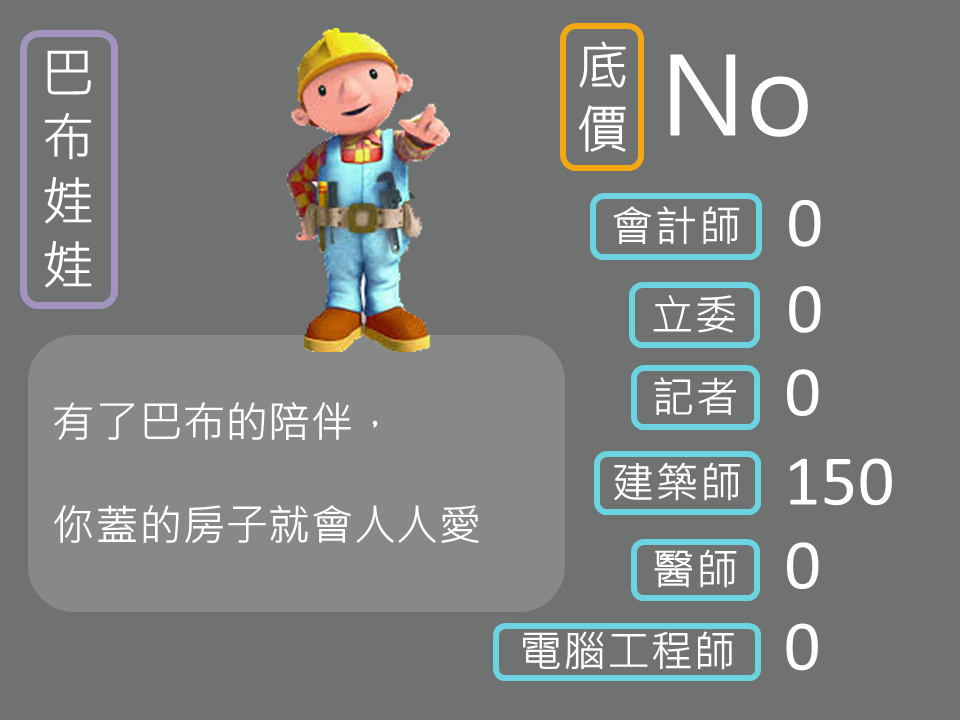 巴布娃娃
底價 No
會計師 0
立委 0
記者 0
建築師 150
醫師 0
電腦工程師 0
有了巴布的陪伴，
你蓋的房子就會人人愛